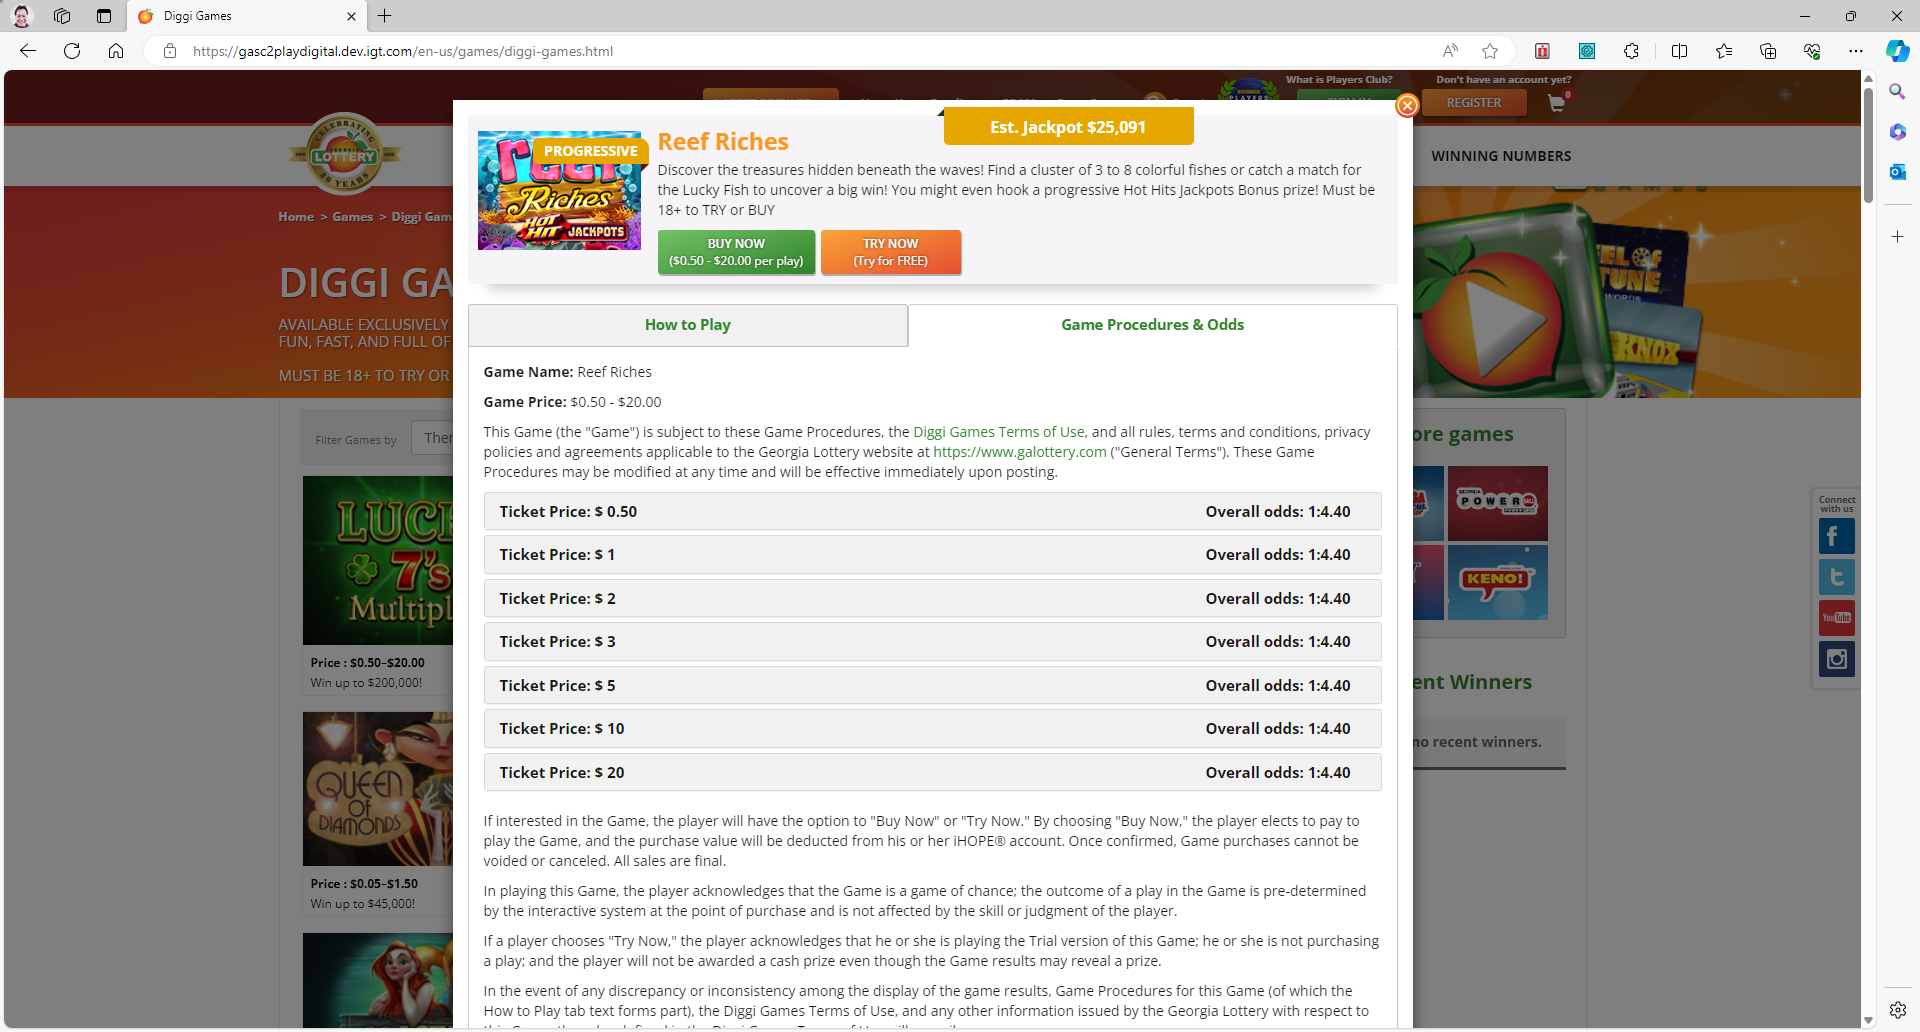 Diggi Games
https://gasc2playdigital.dev.igt.com/en-us/games/diggi-games.html
What is Players Club?
Don't have an account yet?
REGISTER
0
CELEBRATING
LOTTERY
30 YEARS
WINNING NUMBERS
Home > Games > Diggi Gam
DIGGI GA
AVAILABLE EXCLUSIVELY
FUN, FAST, AND FULL OF
MUST BE 18+ TO TRY OR
Filter Games by
Ther
LUCK
7's
Multipl
Price : $0.50–$20.00
Win up to $200,000!
QUEEN
OF
DIAMONDS
Price : $0.05–$1.50
Win up to $45,000!
Est. Jackpot $25,091
PROGRESSIVE
Riches
HOT
HIT
JACKPOTS
Reef Riches
Discover the treasures hidden beneath the waves! Find a cluster of 3 to 8 colorful fishes or catch a match for
the Lucky Fish to uncover a big win! You might even hook a progressive Hot Hits Jackpots Bonus prize! Must be
18+ to TRY or BUY
BUY NOW
($0.50 - $20.00 per play)
TRY NOW
(Try for FREE)
How to Play
Game Procedures & Odds
Game Name: Reef Riches
Game Price: $0.50 - $20.00
This Game (the "Game") is subject to these Game Procedures, the Diggi Games Terms of Use, and all rules, terms and conditions, privacy
policies and agreements applicable to the Georgia Lottery website at https://www.galottery.com ("General Terms"). These Game
Procedures may be modified at any time and will be effective immediately upon posting.
Ticket Price: $ 0.50 Overall odds: 1:4.40
Ticket Price: $ 1 Overall odds: 1:4.40
Ticket Price: $ 2 Overall odds: 1:4.40
Ticket Price: $ 3 Overall odds: 1:4.40
Ticket Price: $ 5 Overall odds: 1:4.40
Ticket Price: $ 10 Overall odds: 1:4.40
Ticket Price: $ 20 Overall odds: 1:4.40
If interested in the Game, the player will have the option to "Buy Now" or "Try Now." By choosing "Buy Now," the player elects to pay to
play the Game, and the purchase value will be deducted from his or her iHOPE® account. Once confirmed, Game purchases cannot be
voided or canceled. All sales are final.
In playing this Game, the player acknowledges that the Game is a game of chance; the outcome of a play in the Game is pre-determined
by the interactive system at the point of purchase and is not affected by the skill or judgment of the player.
If a player chooses "Try Now," the player acknowledges that he or she is playing the Trial version of this Game; he or she is not purchasing
a play; and the player will not be awarded a cash prize even though the Game results may reveal a prize.
In the event of any discrepancy or inconsistency among the display of the game results, Game Procedures for this Game (of which the
How to Play tab text forms part), the Diggi Games Terms of Use, and any other information issued by the Georgia Lottery with respect to
KNOX
ore games
POWER
KENO!
ent Winners
no recent winners.
Connect
with us
YouTube